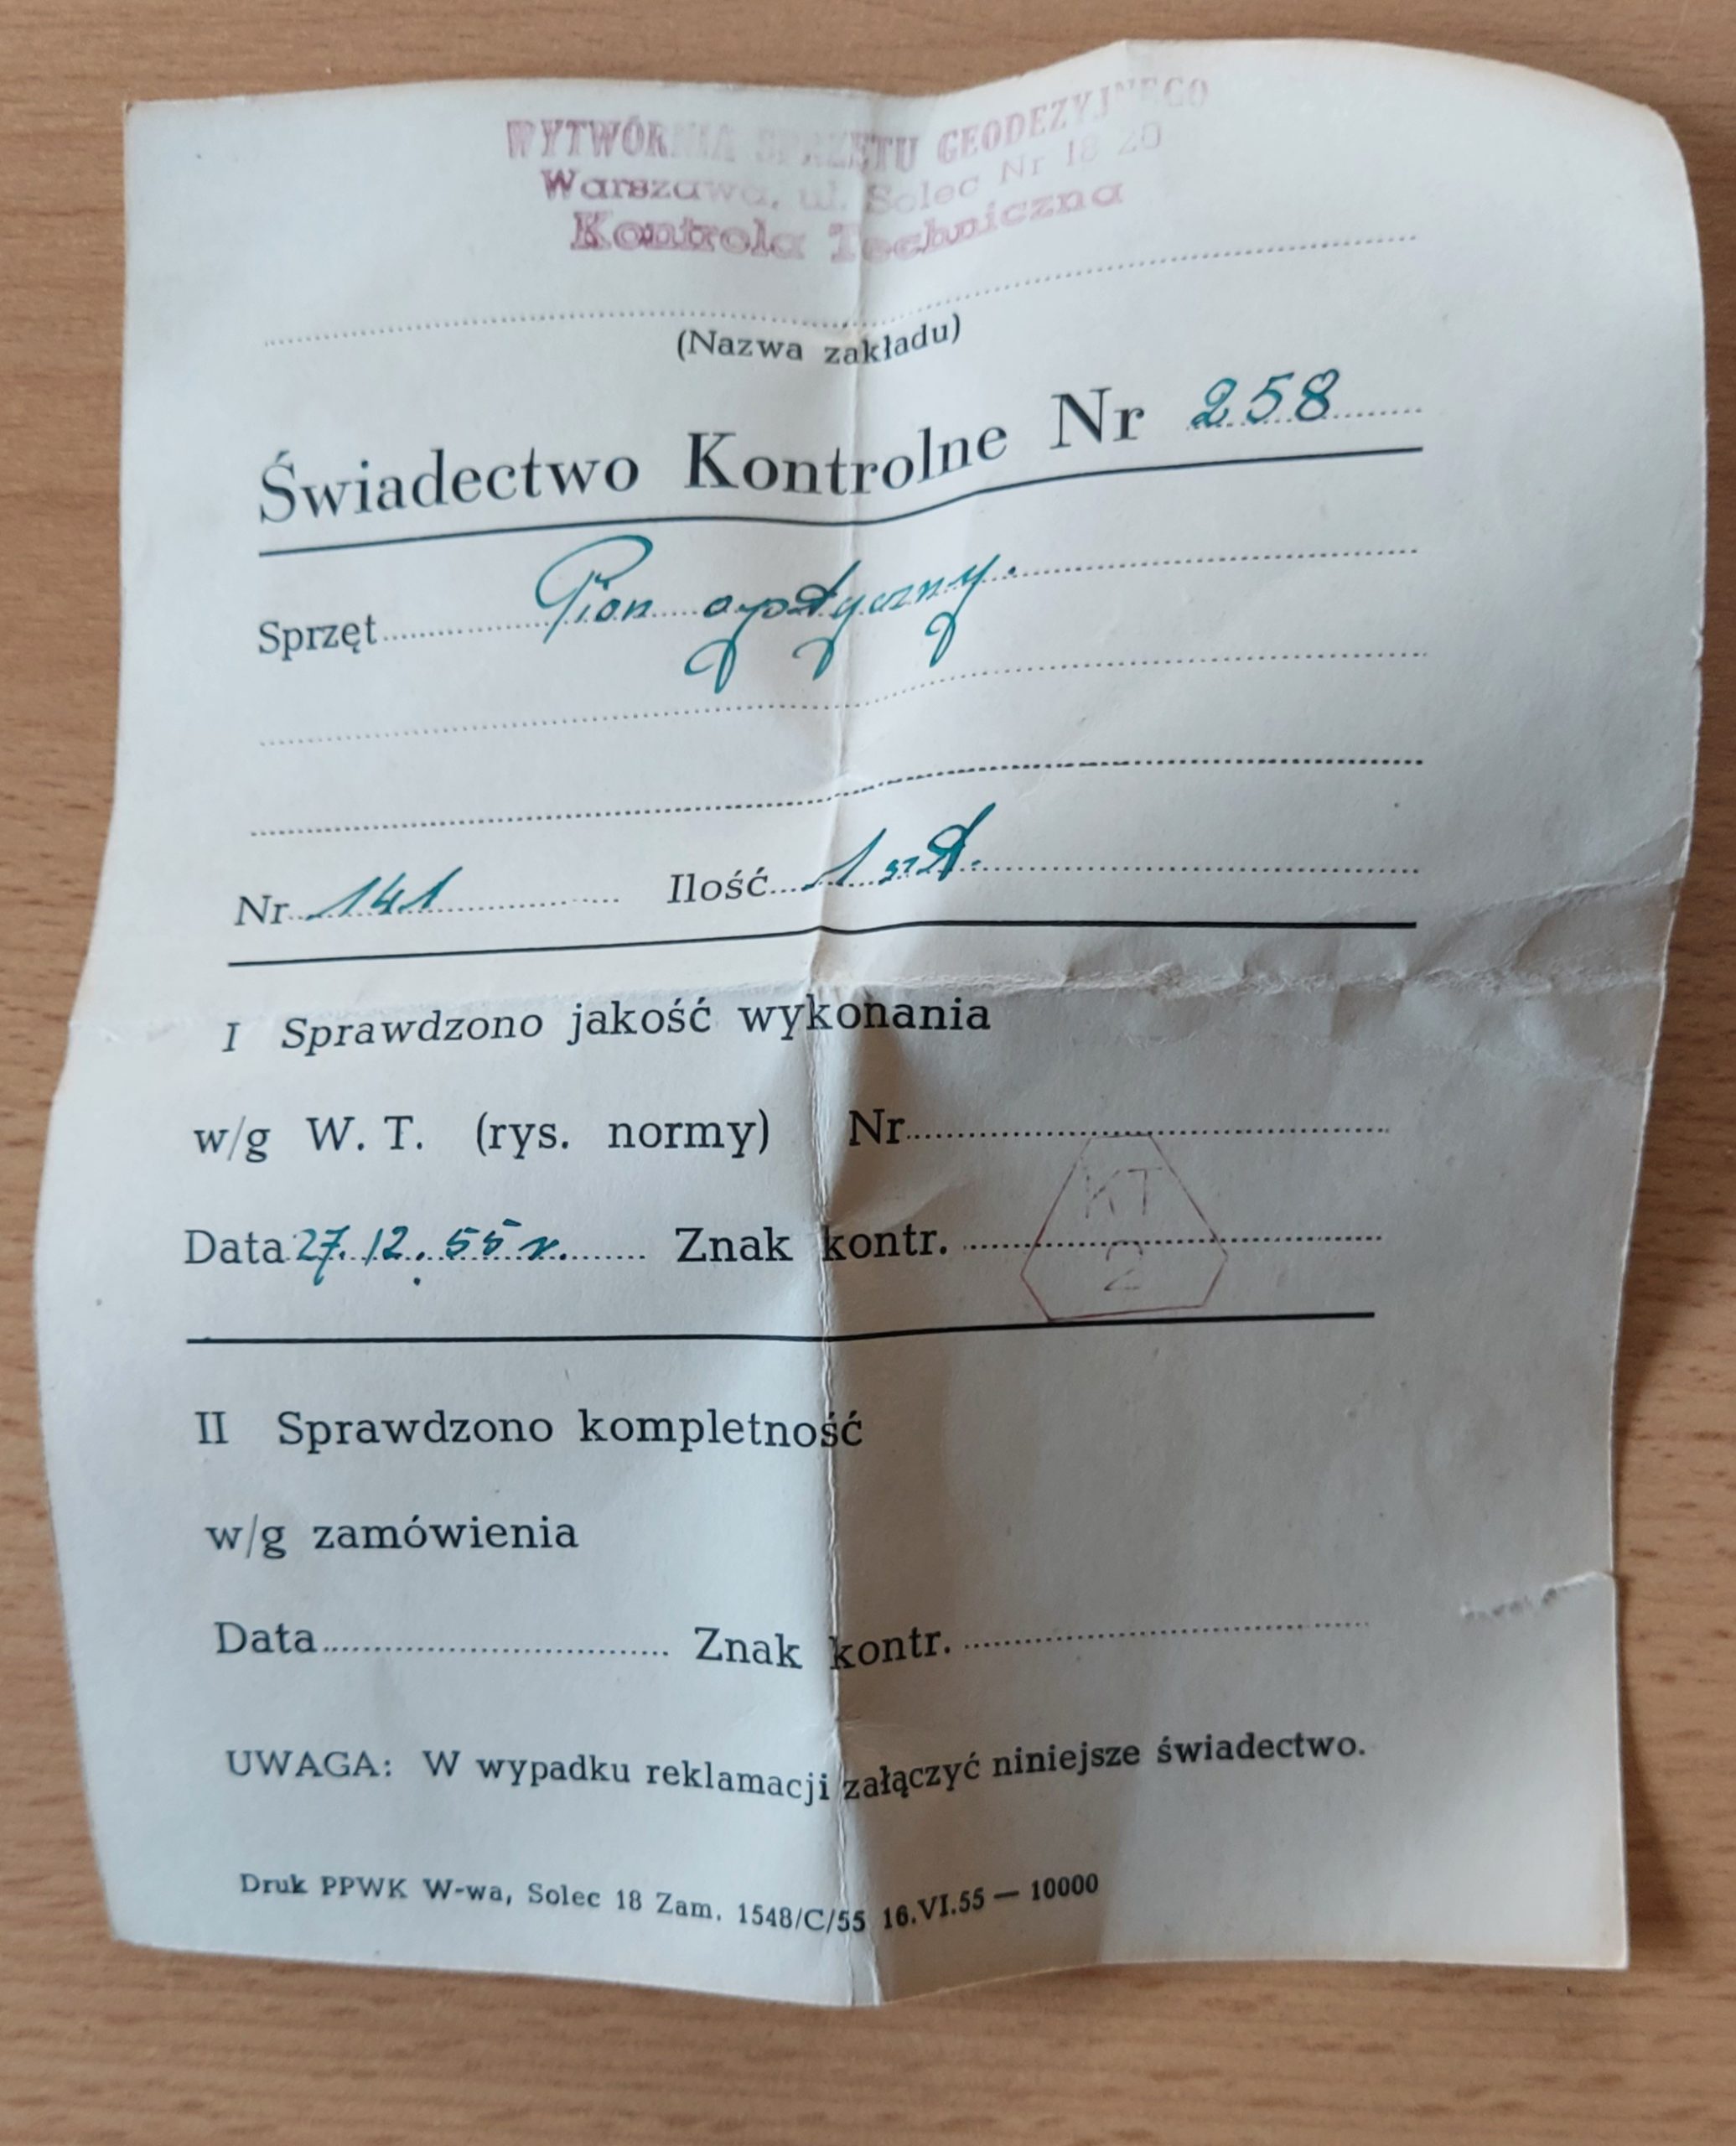 WYTWÓRNIA SPRZĘTU GEODEZYJNEGO
Warszawa, ul. Solec Nr 18 20
Kontrola Techniczna
(Nazwa zakładu)
Świadectwo Kontrolne Nr 258
Sprzęt Pion optyczny.
Nr 141 Ilość 1 szt.
I Sprawdzono jakość wykonania
w/g W. T. (rys. normy) Nr
KT
Data 27.12.55 r. Znak kontr.
2
II Sprawdzono kompletność
w/g zamówienia
Data Znak kontr.
UWAGA: W wypadku reklamacji załączyć niniejsze świadectwo.
Druk PPWK W-wa, Solec 18 Zam. 1548/C/55 16.VI.55 — 10000